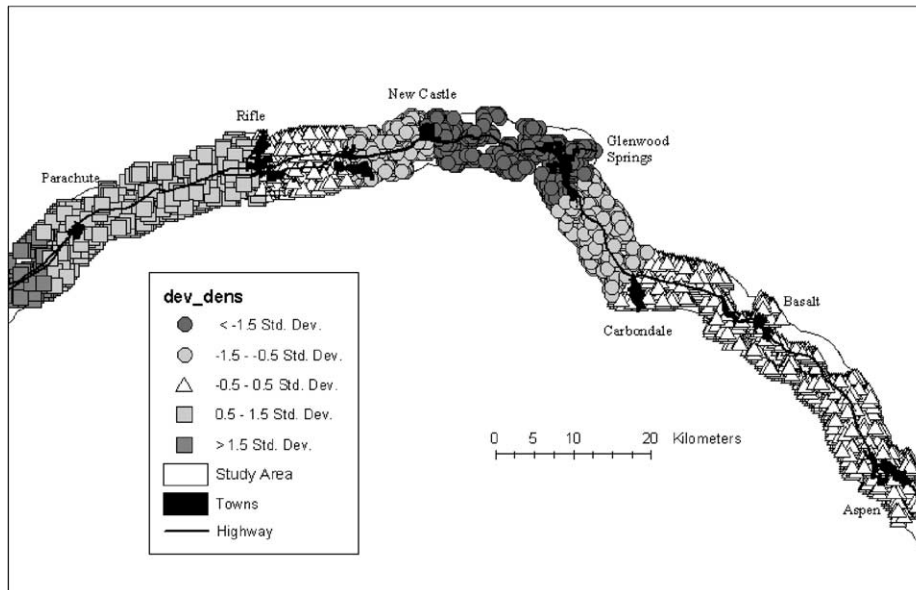 New Castle
Rifle
Glenwood
Springs
Parachute
dev_dens
< -1.5 Std. Dev.
-1.5 - -0.5 Std. Dev.
-0.5 - 0.5 Std. Dev.
0.5 - 1.5 Std. Dev.
> 1.5 Std. Dev.
Study Area
Towns
Highway
Basalt
Carbondale
0 5 10 20 Kilometers
Aspen